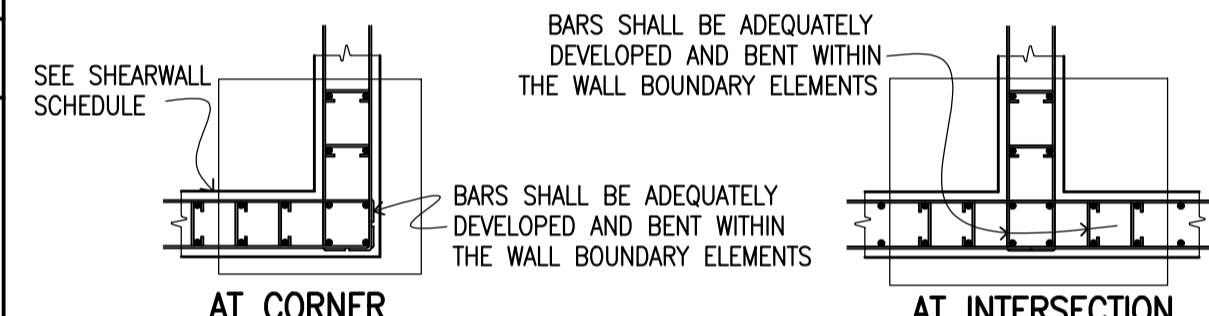 SEE SHEARWALL
SCHEDULE
BARS SHALL BE ADEQUATELY
DEVELOPED AND BENT WITHIN
THE WALL BOUNDARY ELEMENTS
AT CORNER
BARS SHALL BE ADEQUATELY
DEVELOPED AND BENT WITHIN
THE WALL BOUNDARY ELEMENTS
AT INTERSECTION